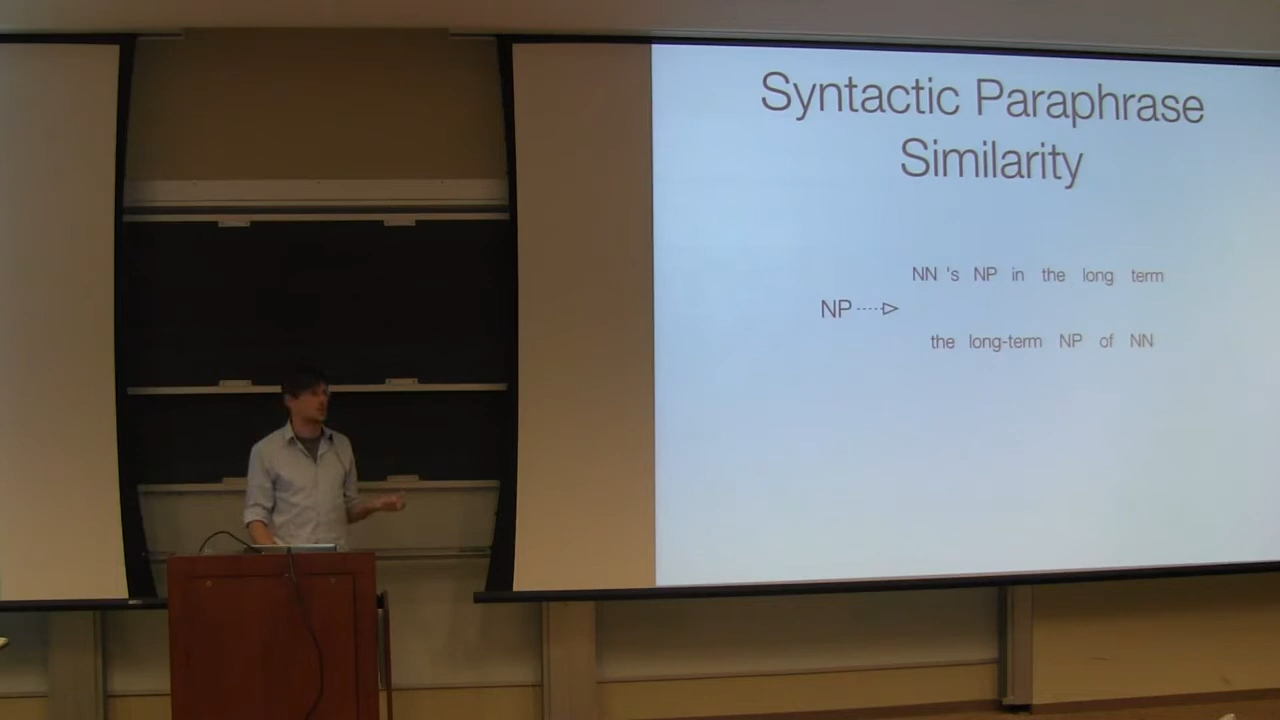 Syntactic Paraphrase
Similarity
NN 's NP in the long term
NP
the long-term NP of NN